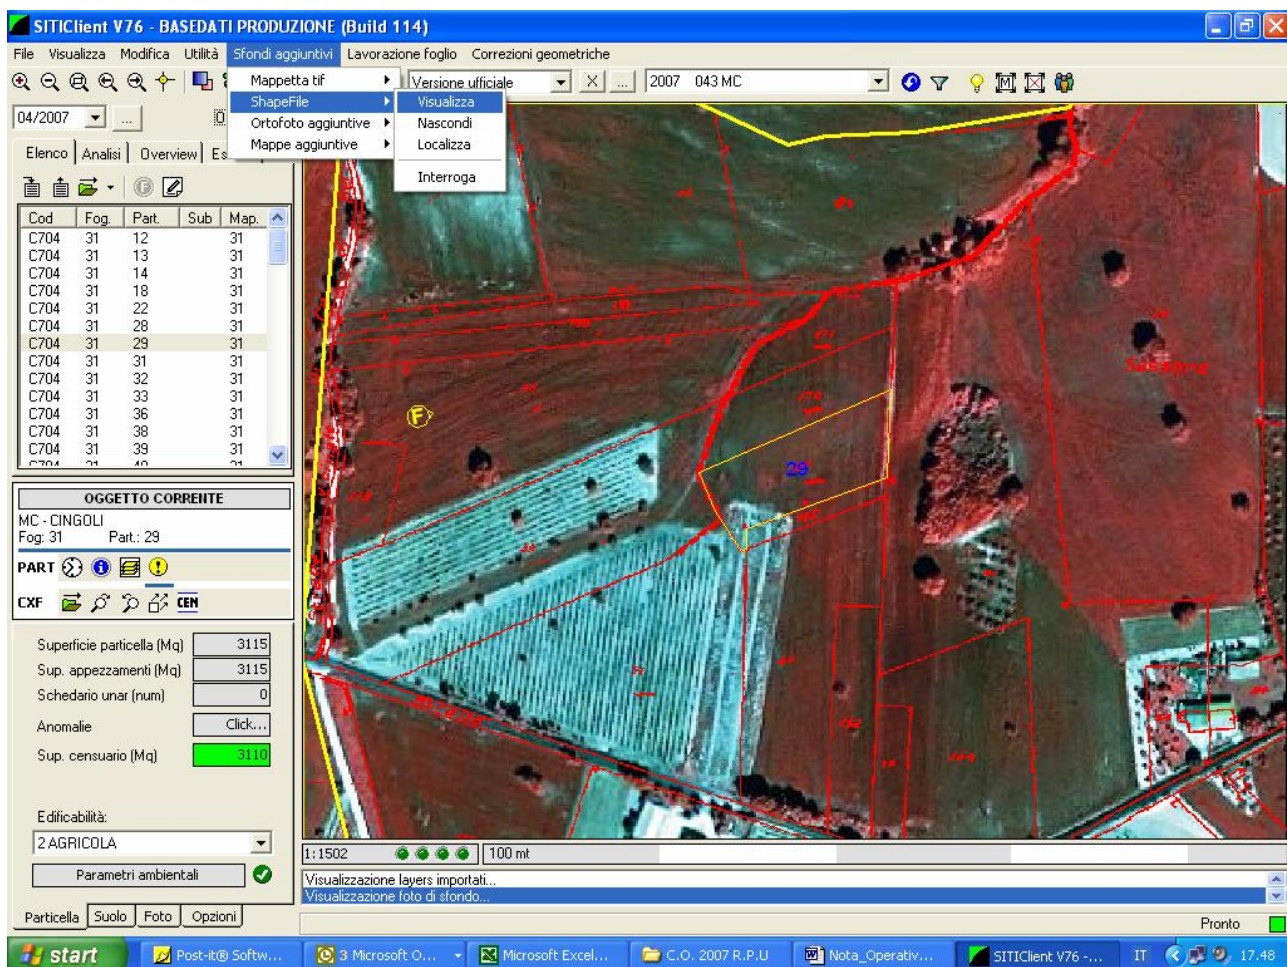 SITIClient V76 - BASEDATI PRODUZIONE (Build 114)
File Visualizza Modifica Utilità Sfondi aggiuntivi Lavorazione foglio Correzioni geometriche
Mappetta tif
ShapeFile
Ortofoto aggiuntive
Mappe aggiuntive
Visualizza
Nascondi
Localizza
Interroga
Versione ufficiale X ... 2007 043 MC
04/2007 ...
Elenco Analisi Overview
Cod Fog. Part. Sub Map.
C704 31 12 31
C704 31 13 31
C704 31 14 31
C704 31 18 31
C704 31 22 31
C704 31 28 31
C704 31 29 31
C704 31 31 31
C704 31 32 31
C704 31 33 31
C704 31 36 31
C704 31 38 31
C704 31 39 31
OGGETTO CORRENTE
MC - CINGOLI
Fog: 31 Part.: 29
PART
CXF CEN
Superficie particella (Mq) 3115
Sup. appezzamenti (Mq) 3115
Schedario unar (num) 0
Anomalie Click...
Sup. censuario (Mq) 3110
Edificabilità:
2 AGRICOLA
Parametri ambientali
Particella Suolo Foto Opzioni
F
29
1:1502 100 mt
Visualizzazione layers importati...
Visualizzazione foto di sfondo...
Pronto
start Post-it® Softw... 3 Microsoft O... Microsoft Excel... C.O. 2007 R.P.U Nota_Operativ... SITIClient V76 -... IT 17.48